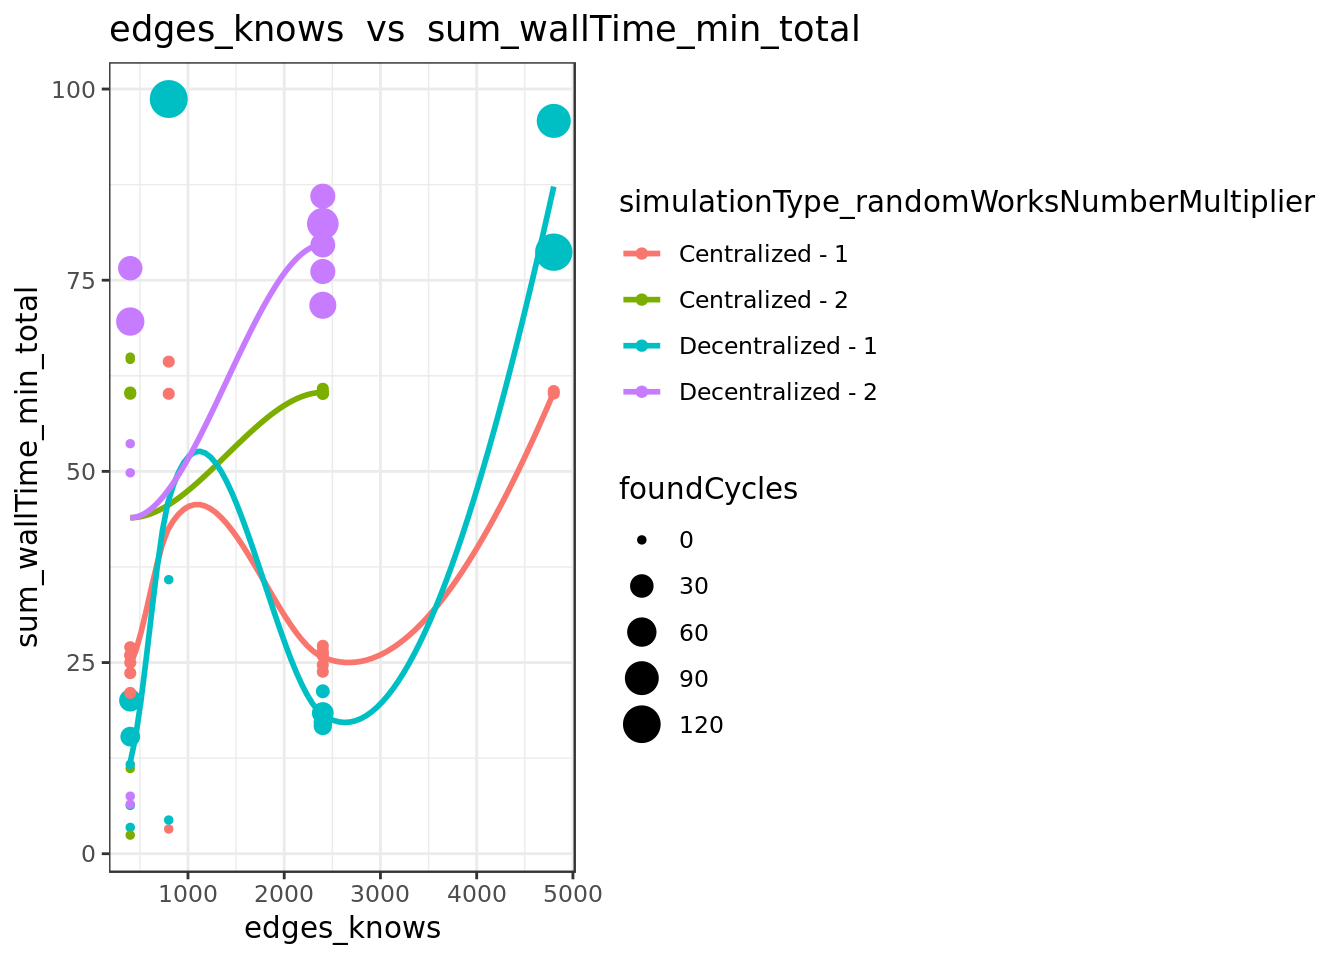 edges_knows  vs  sum_wallTime_min_total
100
75
50
25
0
sum_wallTime_min_total
1000 2000 3000 4000 5000
edges_knows
simulationType_randomWorksNumberMultiplier
Centralized - 1
Centralized - 2
Decentralized - 1
Decentralized - 2
foundCycles
0
30
60
90
120